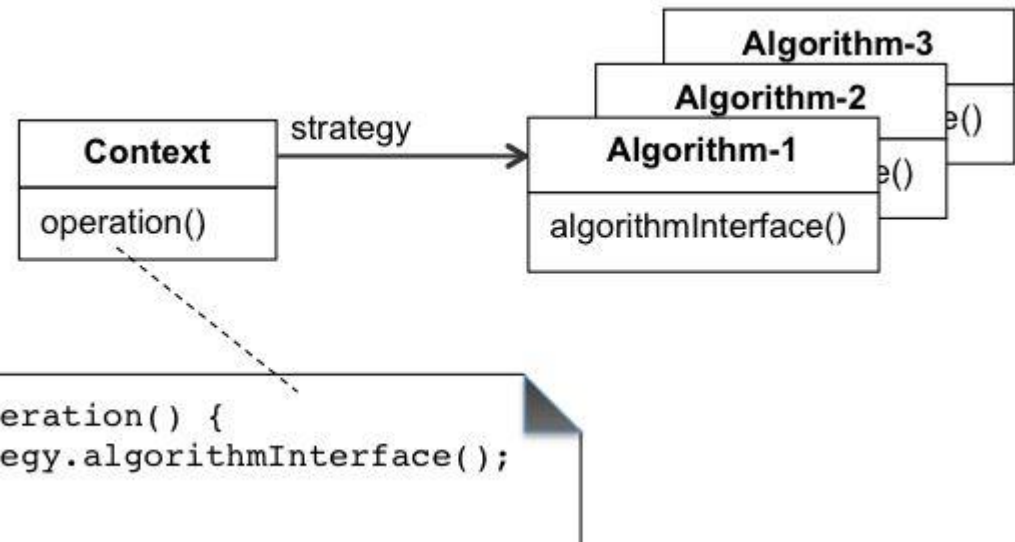 Algorithm-3
Algorithm-2
e()
Context
strategy
Algorithm-1
e()
operation()
algorithmInterface()
eration() {
egy.algorithmInterface();